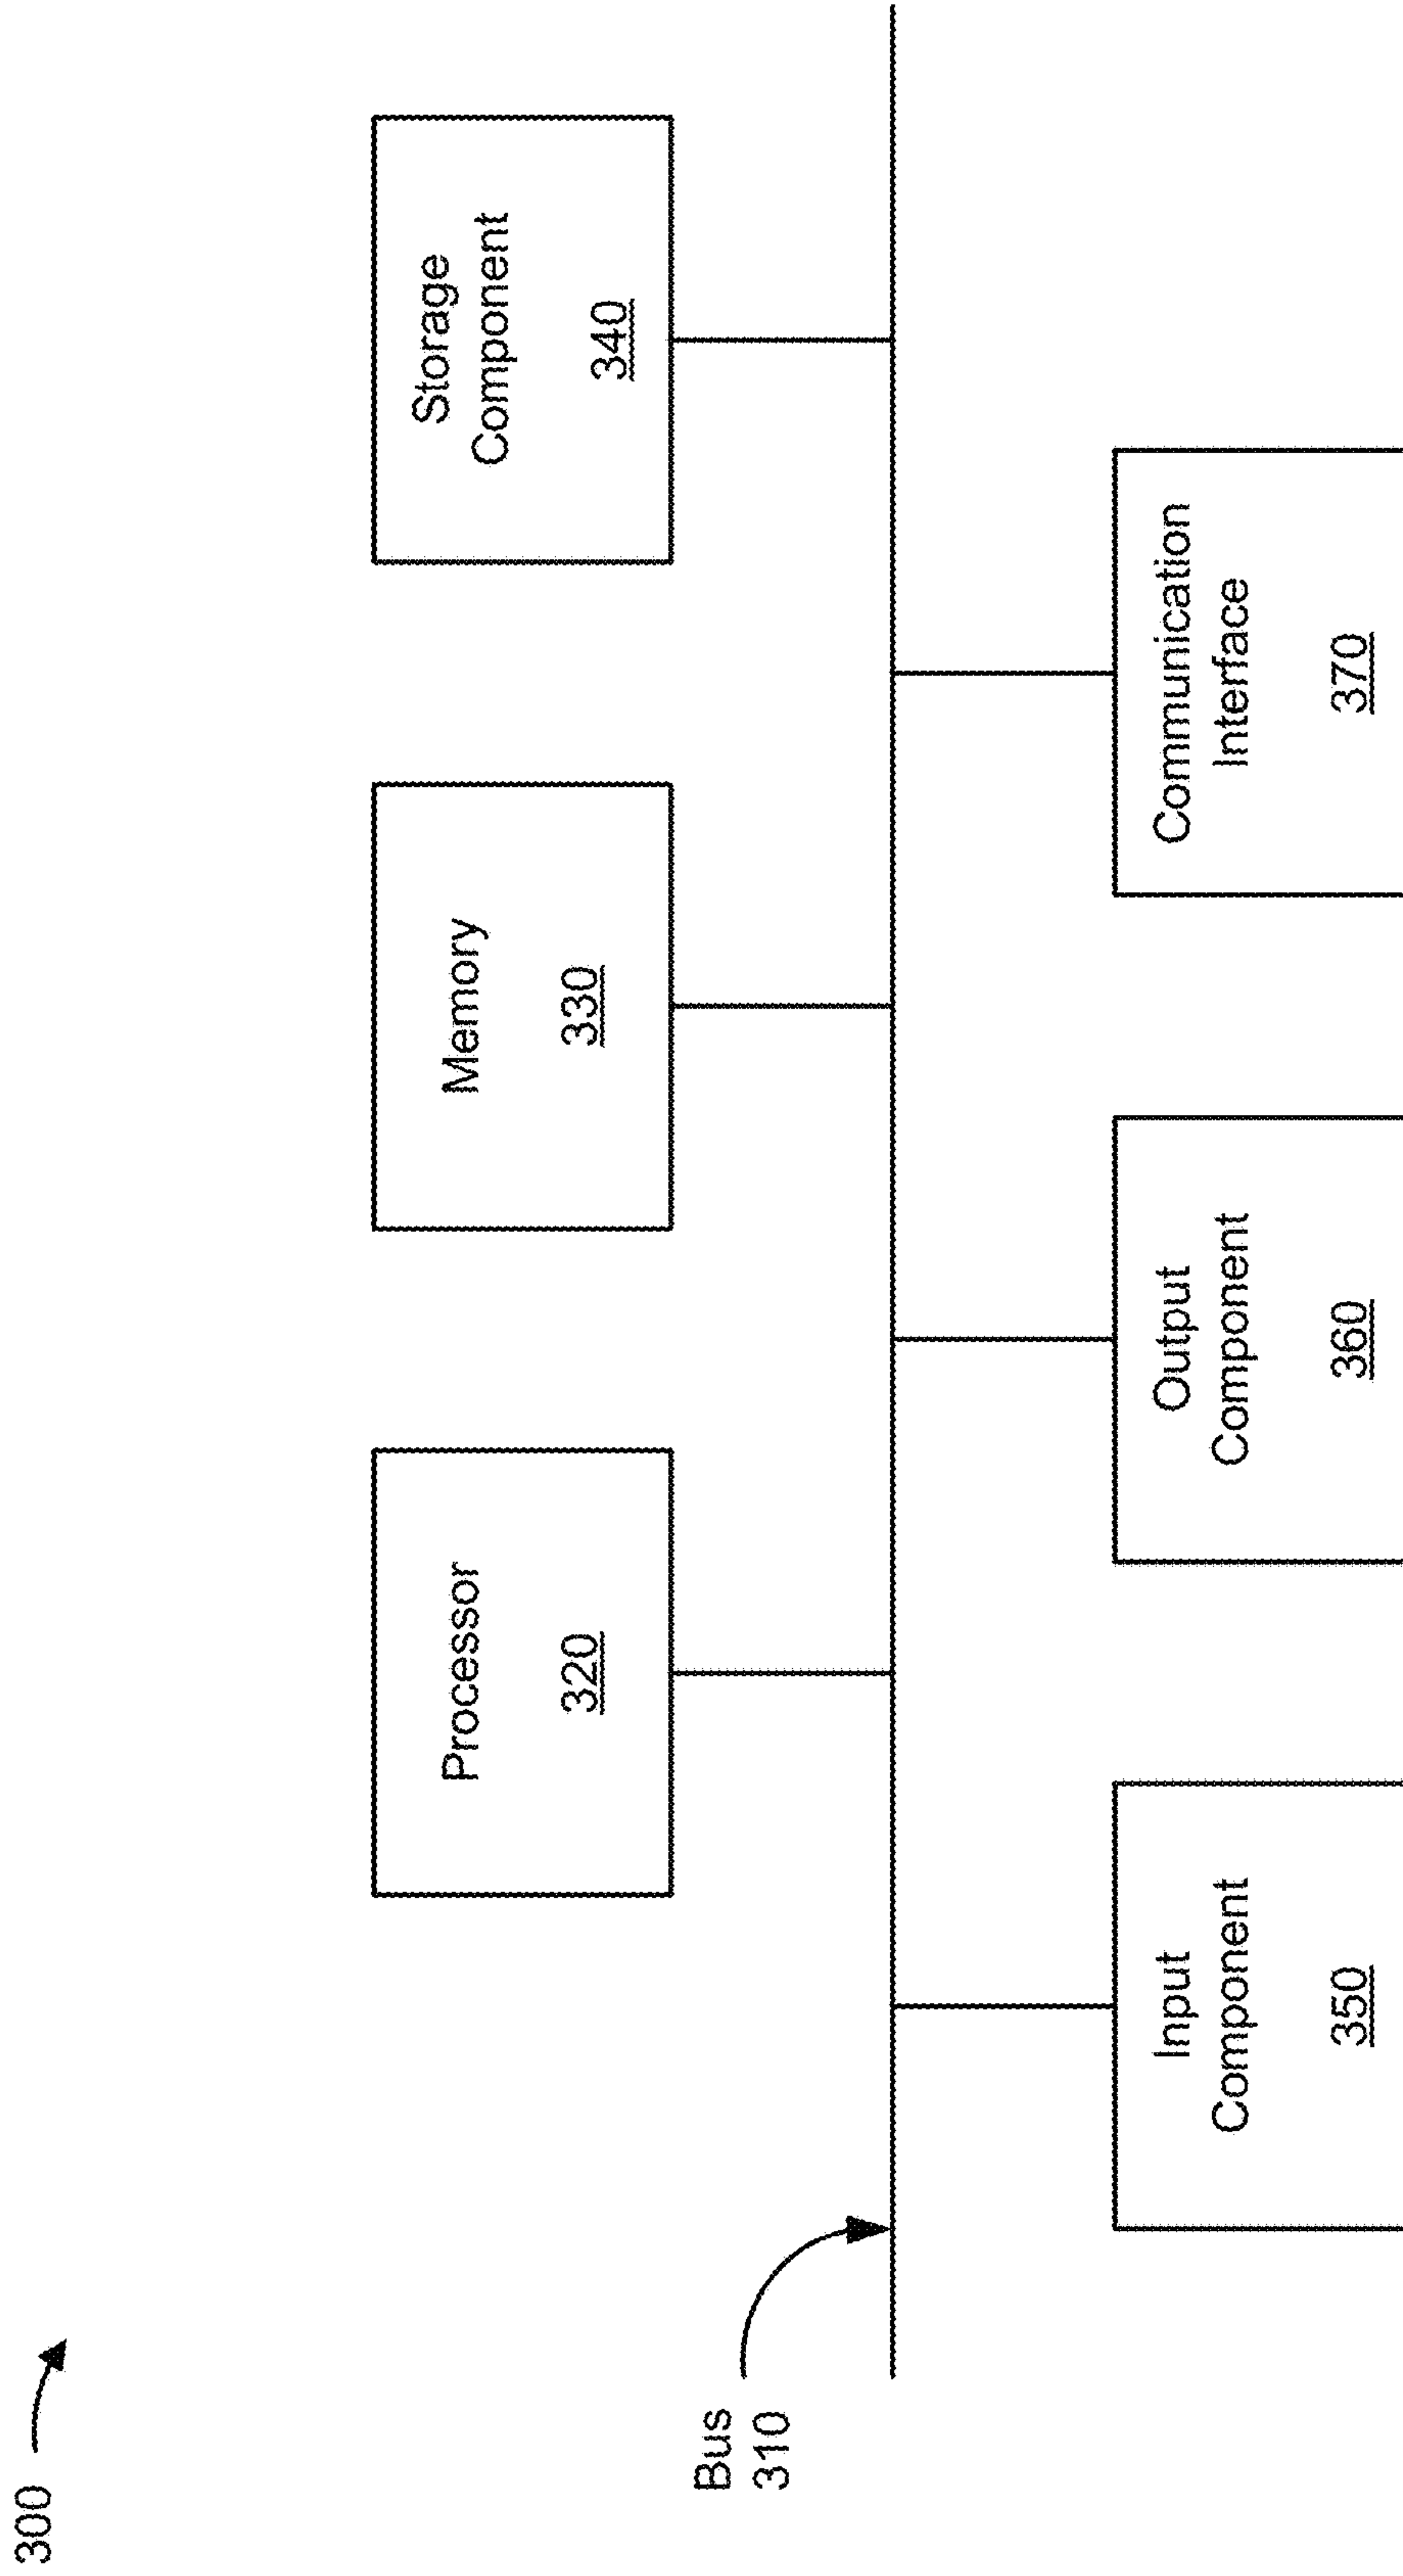 300
Processor
320
Memory
330
Storage
Component
340
Bus
310
Input
Component
350
Output
Component
360
Communication
Interface
370